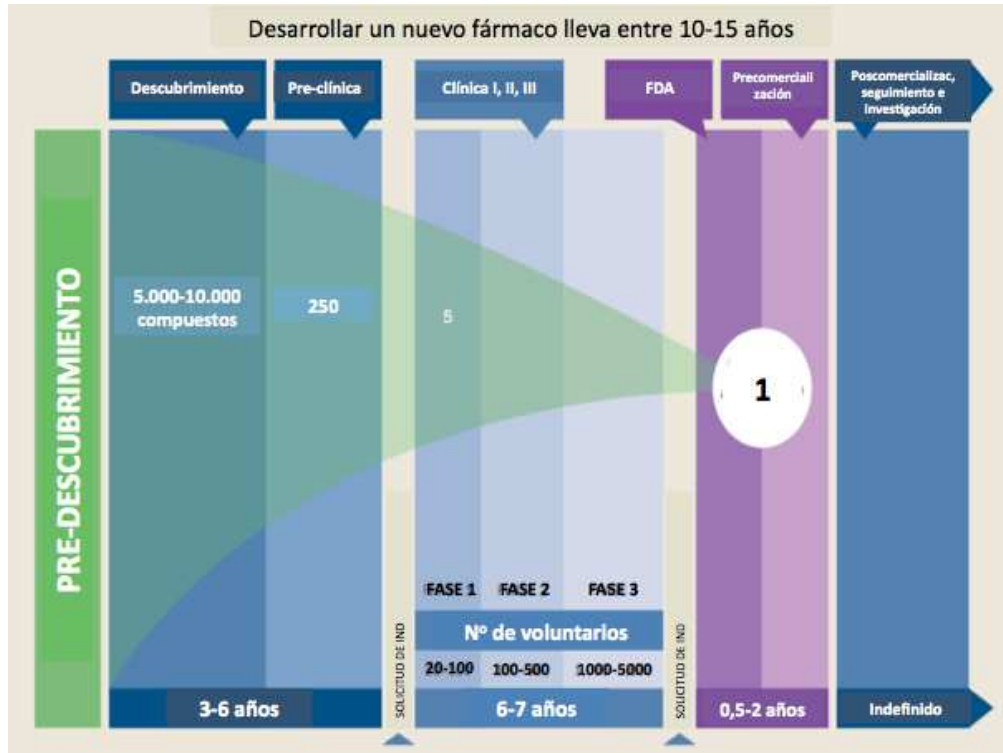 Desarrollar un nuevo fármaco lleva entre 10-15 años
Descubrimiento
Pre-clínica
Clínica I, II, III
FDA
Precomerciali
zación
Poscomercializac,
seguimiento e
investigación
PRE-DESCUBRIMIENTO
5.000-10.000
compuestos
250
5
1
FASE 1 FASE 2 FASE 3
Nº de voluntarios
20-100 100-500 1000-5000
SOLICITUD DE IND
SOLICITUD DE IND
3-6 años
6-7 años
0,5-2 años
Indefinido